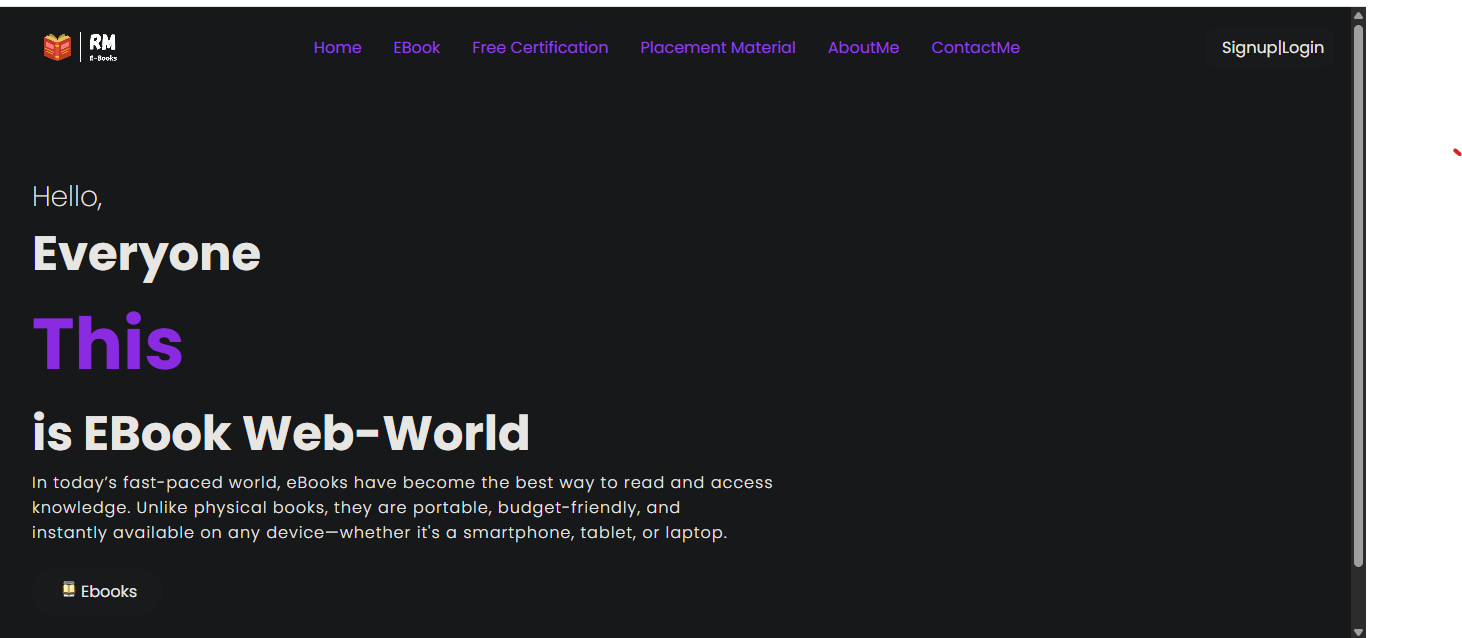 RM
E-Books
Home EBook Free Certification Placement Material AboutMe ContactMe
Signup|Login
Hello,
Everyone
This
is EBook Web-World
In today’s fast-paced world, eBooks have become the best way to read and access
knowledge. Unlike physical books, they are portable, budget-friendly, and
instantly available on any device—whether it's a smartphone, tablet, or laptop.
Ebooks